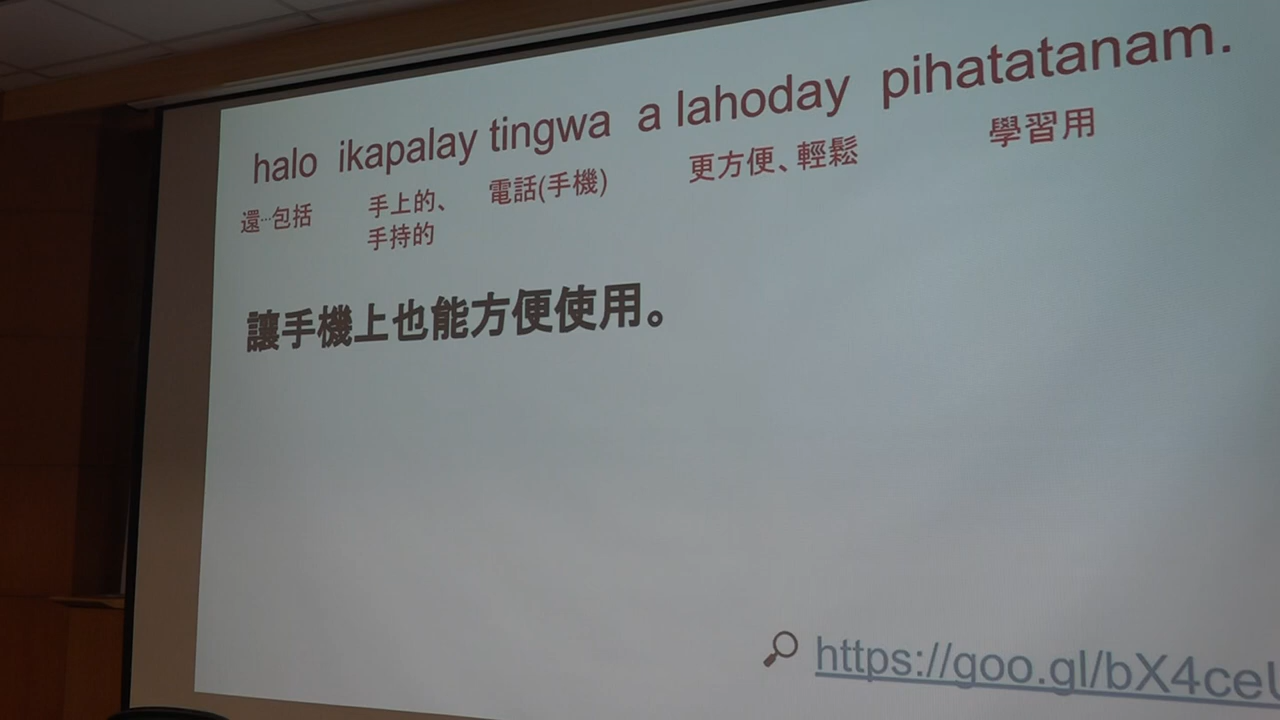 halo ikapalay tingwa a lahoday pihatatanam.
還…包括 手上的、 電話(手機) 更方便、輕鬆 學習用
手持的
讓手機上也能方便使用。
https://goo.gl/bX4ce